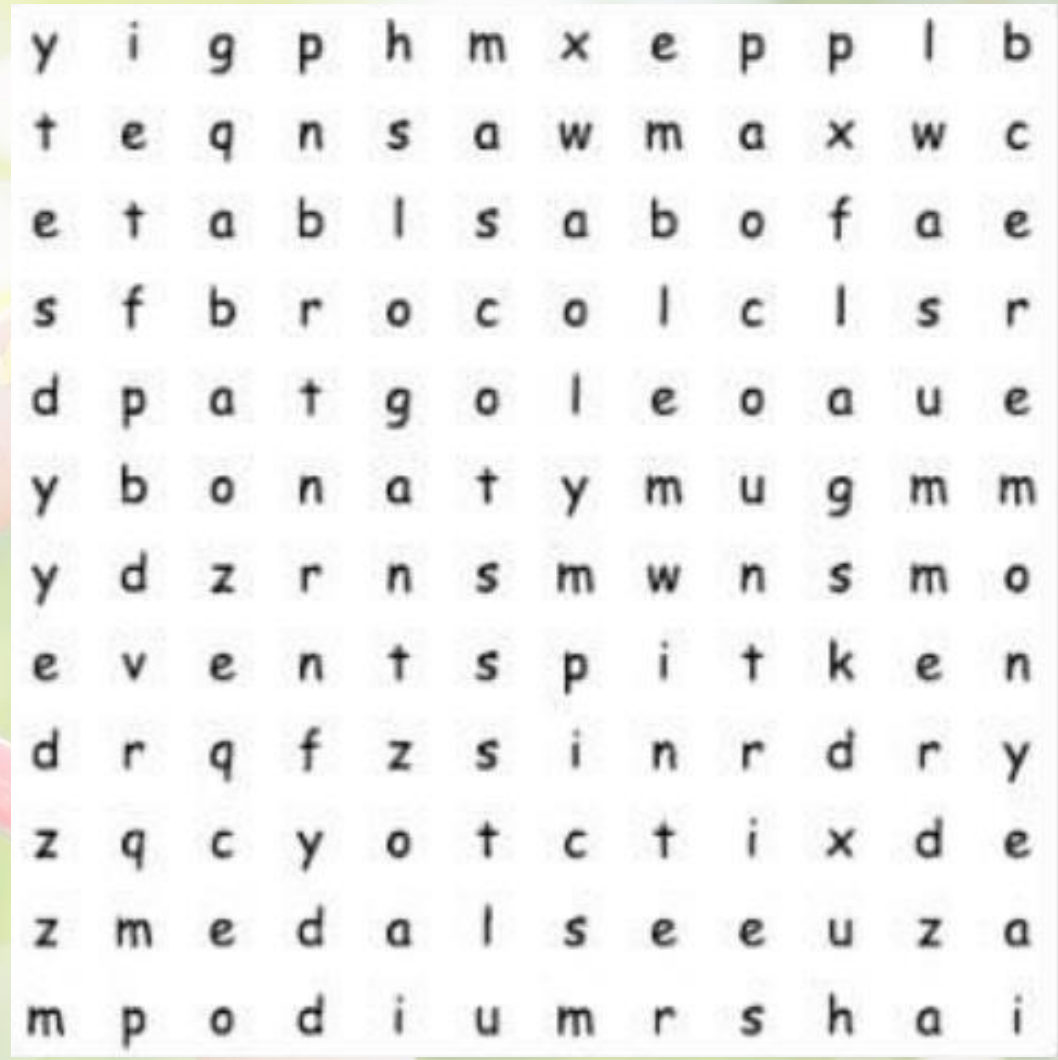 y i g p h m x e p p l b
t e q n s a w m a x w c
e t a b l s a b o f a e
s f b r o c o l c l s r
d p a t g o l e o a u e
y b o n a t y m u g m m
y d z r n s m w n s m o
e v e n t s p i t k e n
d r q f z s i n r d r y
z q c y o t c t i x d e
z m e d a l s e e u z a
m p o d i u m r s h a i